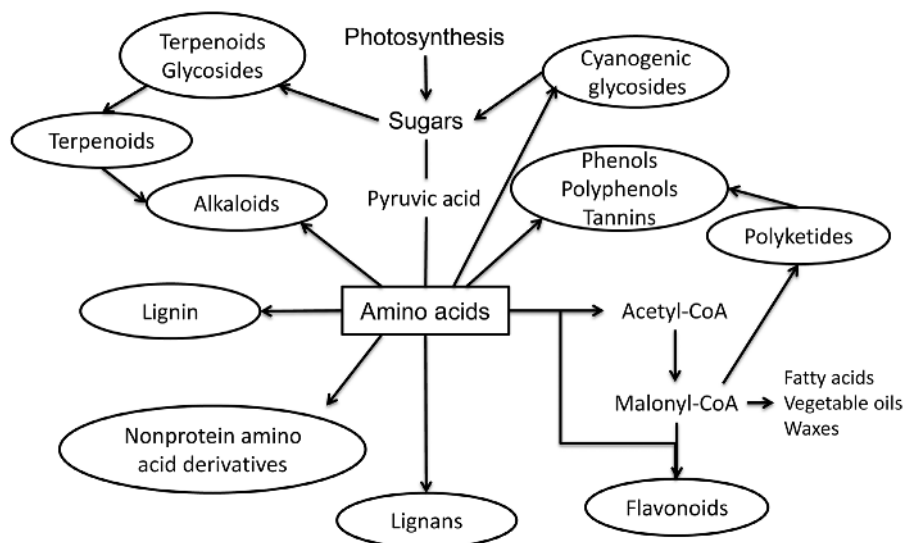 Terpenoids
Glycosides
Photosynthesis
Cyanogenic
glycosides
Sugars
Terpenoids
Phenols
Polyphenols
Tannins
Alkaloids
Pyruvic acid
Polyketides
Lignin
Amino acids
Acetyl-CoA
Malonyl-CoA
Fatty acids
Vegetable oils
Waxes
Nonprotein amino
acid derivatives
Lignans
Flavonoids